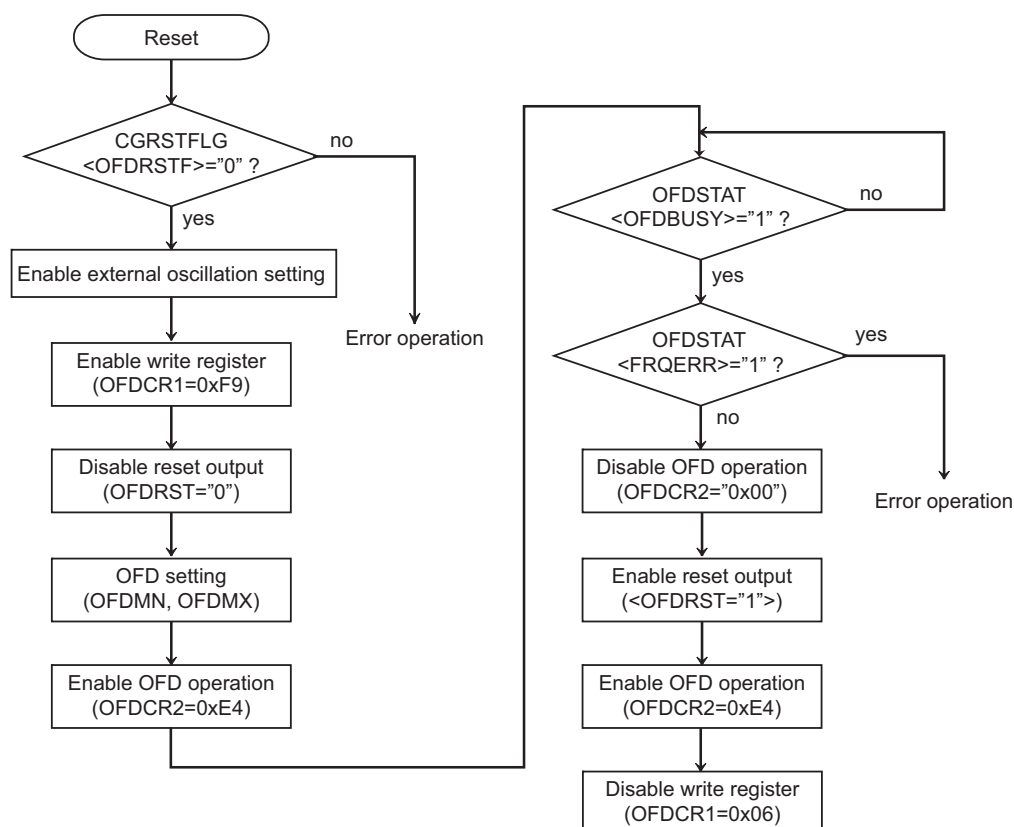 Reset
CGRSTFLG
<OFDRSTF>=”0” ?
no
yes
Enable external oscillation setting
Error operation
Enable write register
(OFDCR1=0xF9)
Disable reset output
(OFDRST=”0”)
OFD setting
(OFDMN, OFDMX)
Enable OFD operation
(OFDCR2=0xE4)
OFDSTAT
<OFDBUSY>=”1” ?
no
yes
OFDSTAT
<FRQERR>=”1” ?
yes
no
Disable OFD operation
(OFDCR2=”0x00”)
Error operation
Enable reset output
(<OFDRST=”1”>)
Enable OFD operation
(OFDCR2=0xE4)
Disable write register
(OFDCR1=0x06)